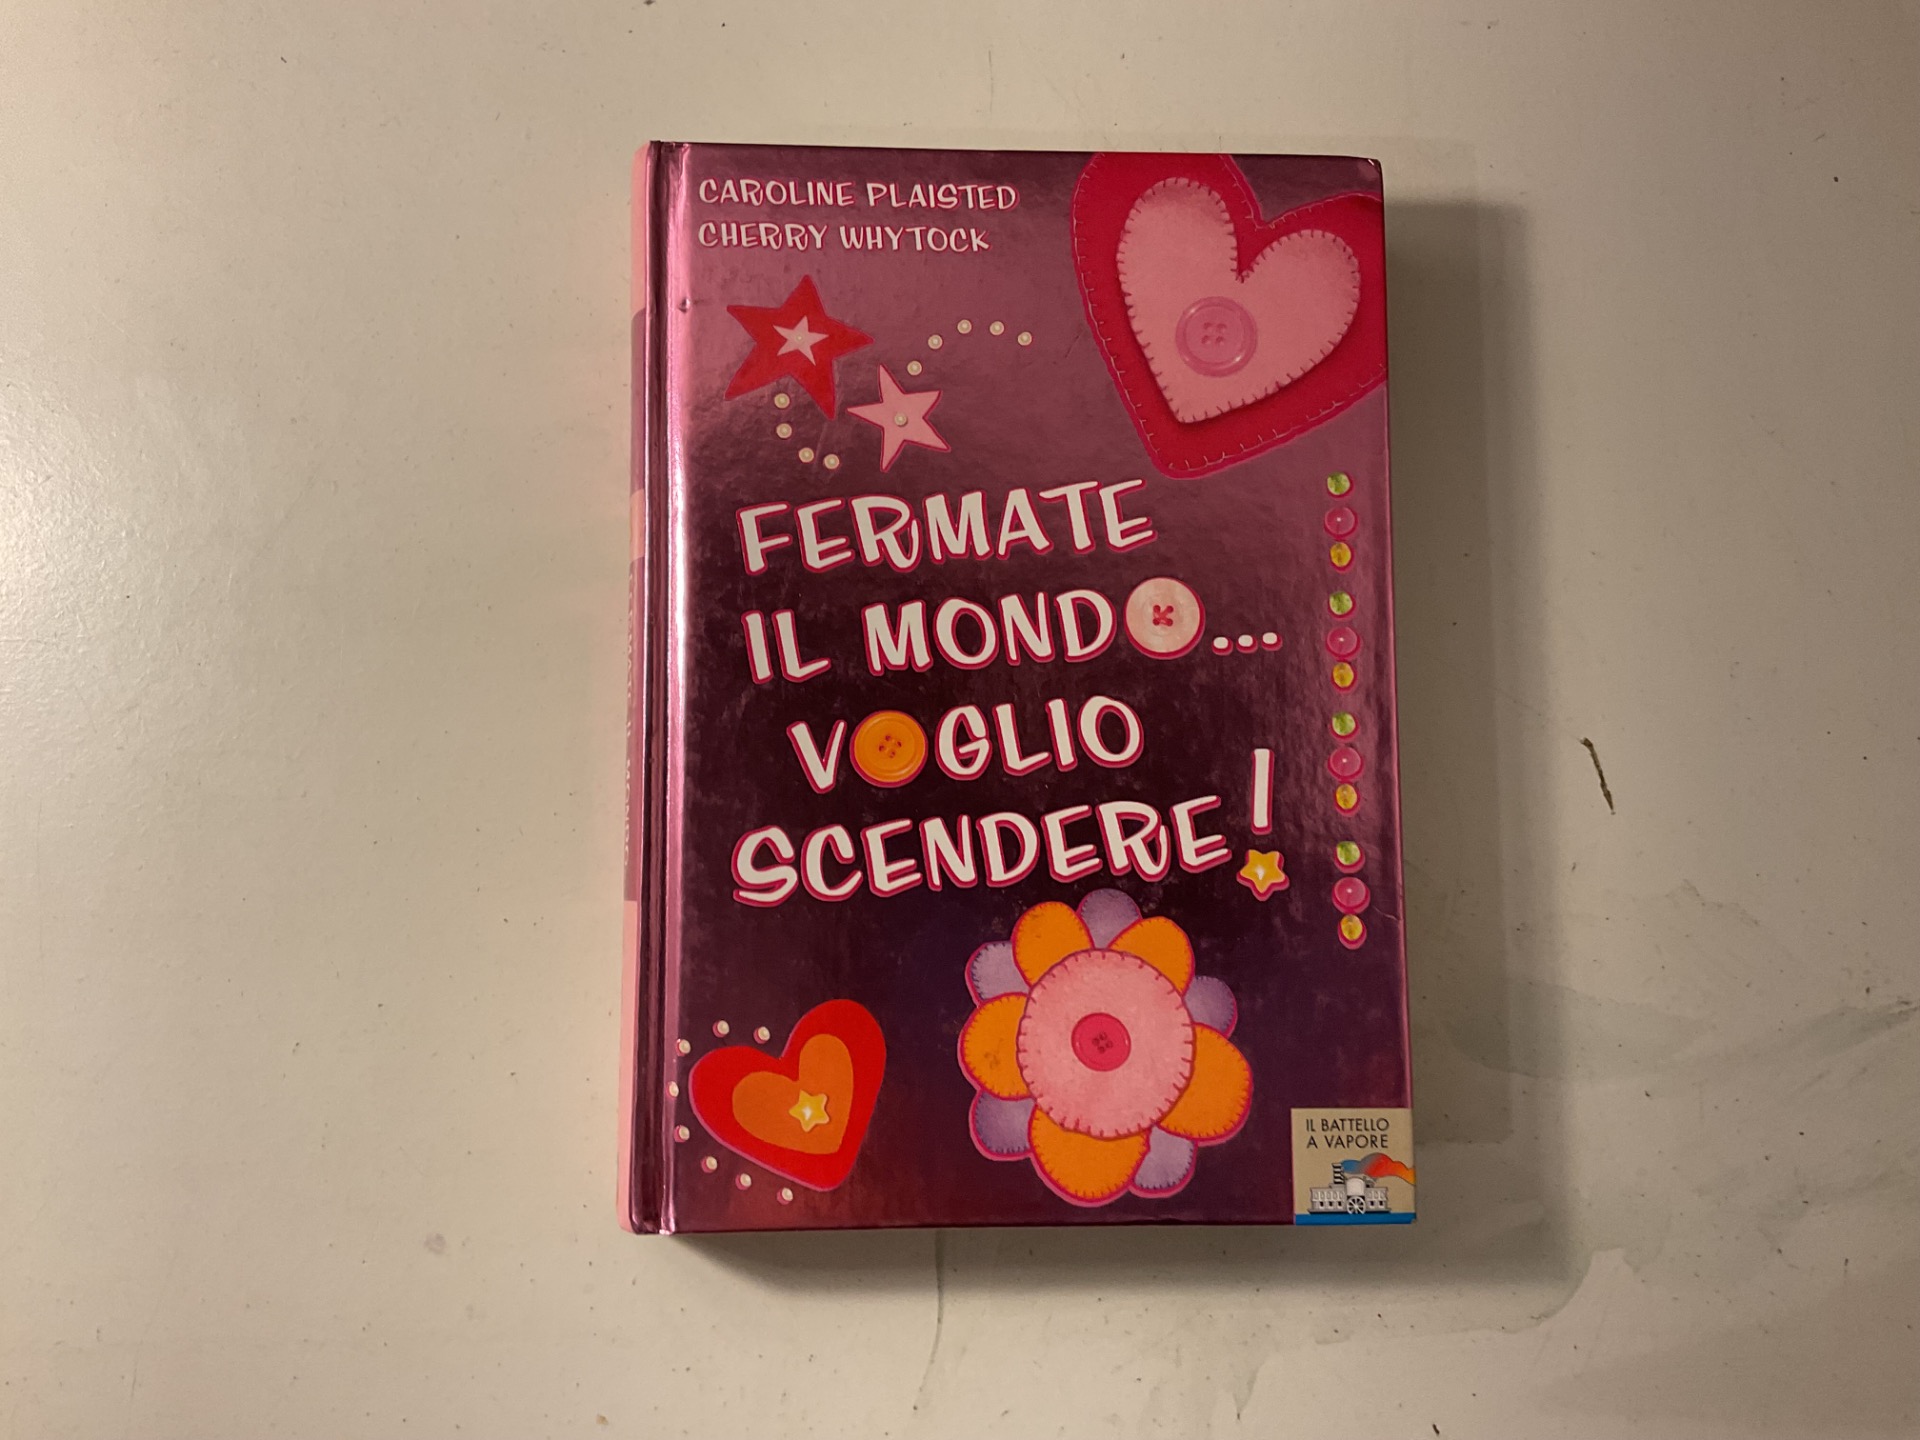 CAROLINE PLAISTED
CHERRY WHYTOCK
FERMATE
IL MONDO...
VOGLIO
SCENDERE!
IL BATTELLO
A VAPORE